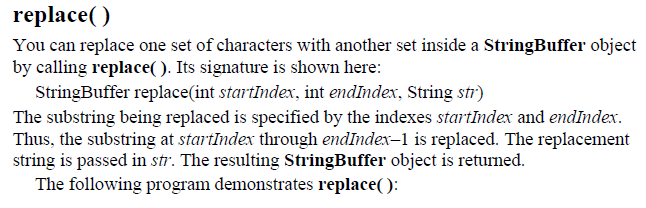 replace( )
You can replace one set of characters with another set inside a StringBuffer object
by calling replace( ). Its signature is shown here:
StringBuffer replace(int startIndex, int endIndex, String str)
The substring being replaced is specified by the indexes startIndex and endIndex.
Thus, the substring at startIndex through endIndex–1 is replaced. The replacement
string is passed in str. The resulting StringBuffer object is returned.
The following program demonstrates replace( ):